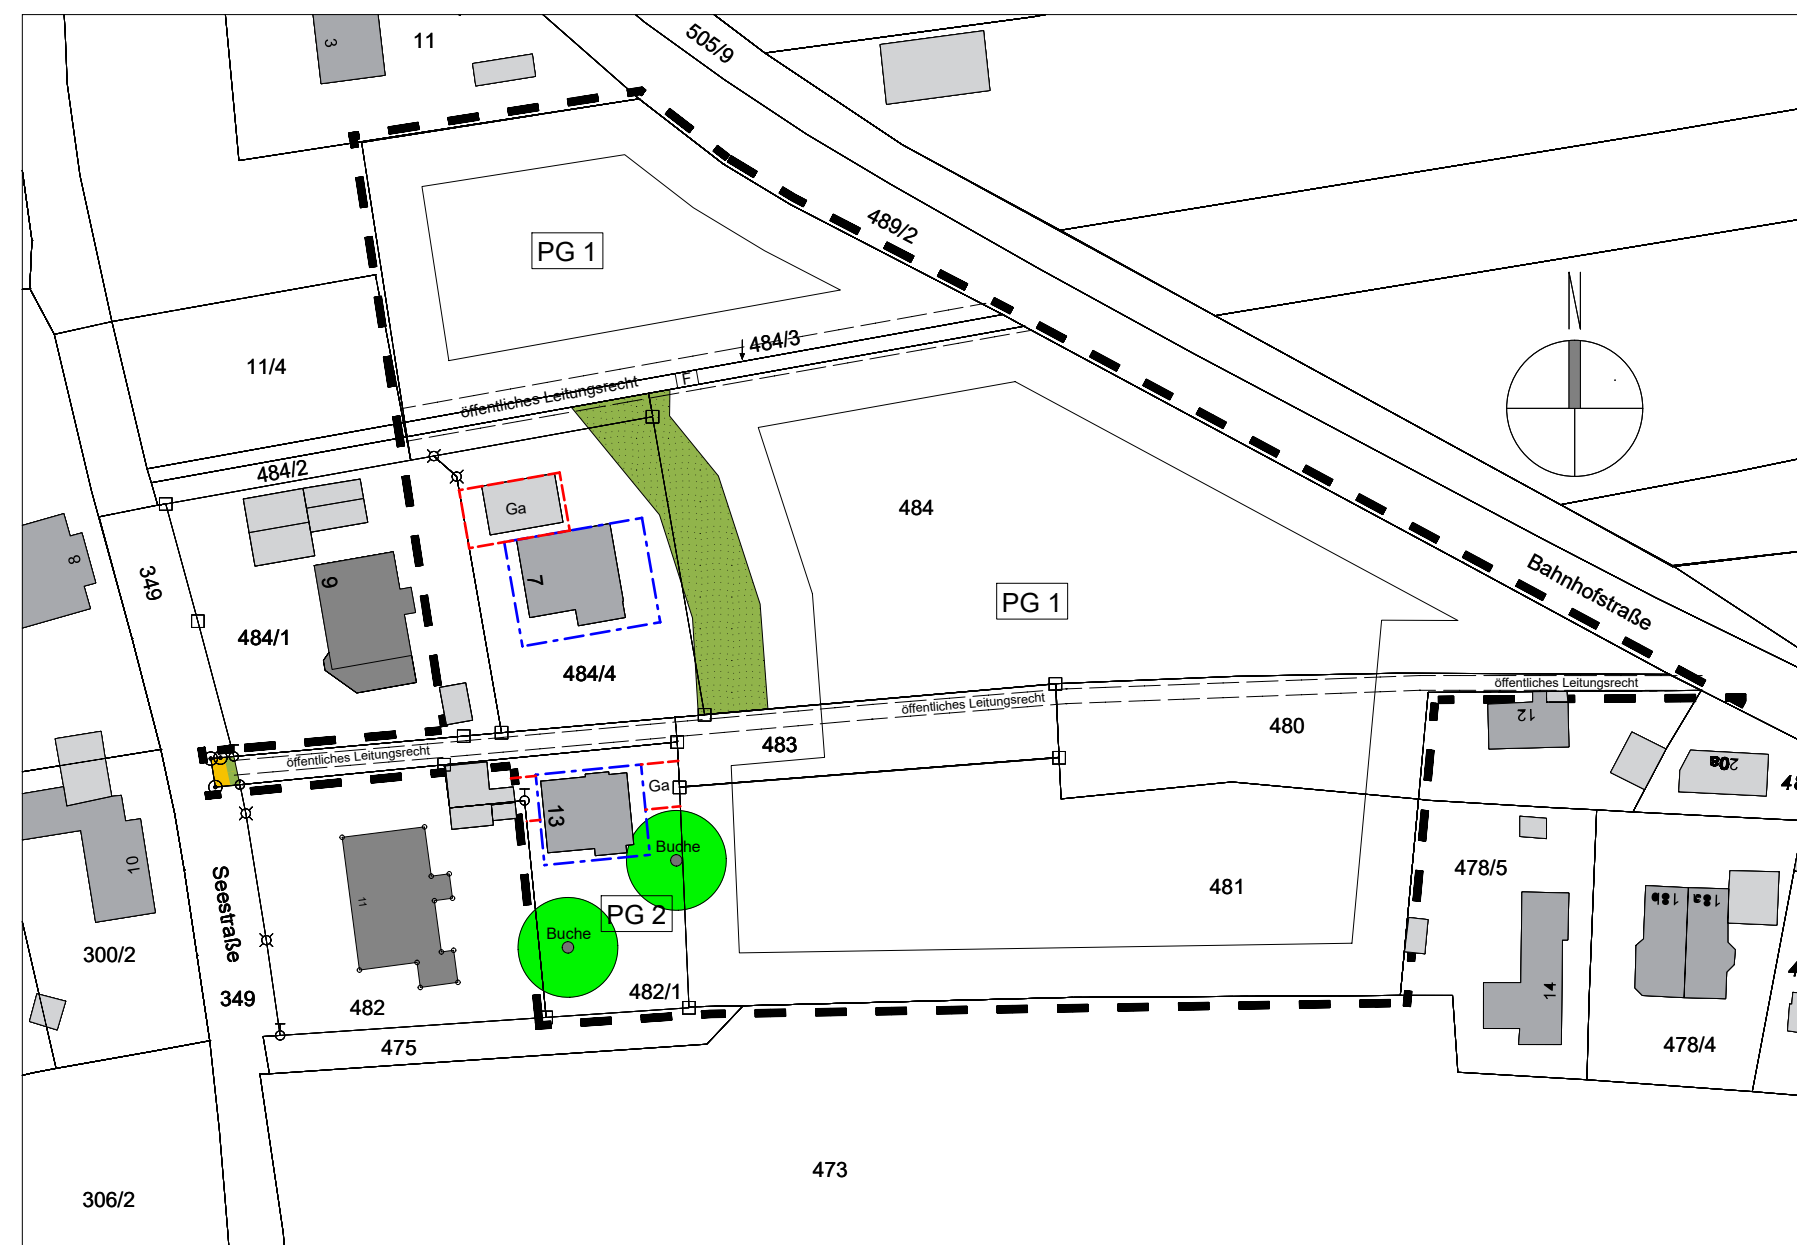 3
11
505/9
489/2
PG 1
484/3
11/4
F
öffentliches Leitungsrecht
484/2
Ga
484
8
349
9
7
Bahnhofstraße
PG 1
484/1
484/4
öffentliches Leitungsrecht
öffentliches Leitungsrecht
12
480
483
öffentliches Leitungsrecht
20a
Ga
13
Buche
10
478/5
481
Seestraße
11
18b
18a
PG 2
Buche
300/2
349
482
482/1
14
475
478/4
473
306/2